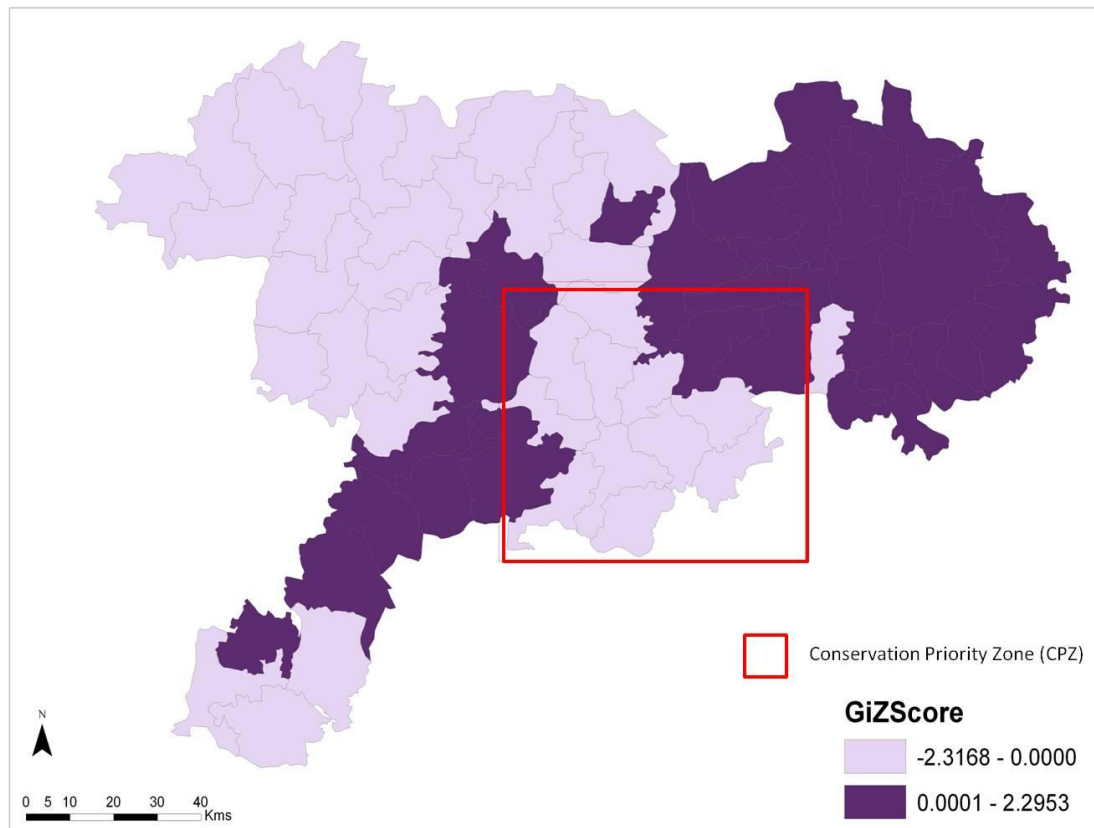 Conservation Priority Zone (CPZ)
GiZScore
-2.3168 - 0.0000
0.0001 - 2.2953
N
0 5 10 20 30 40
Kms